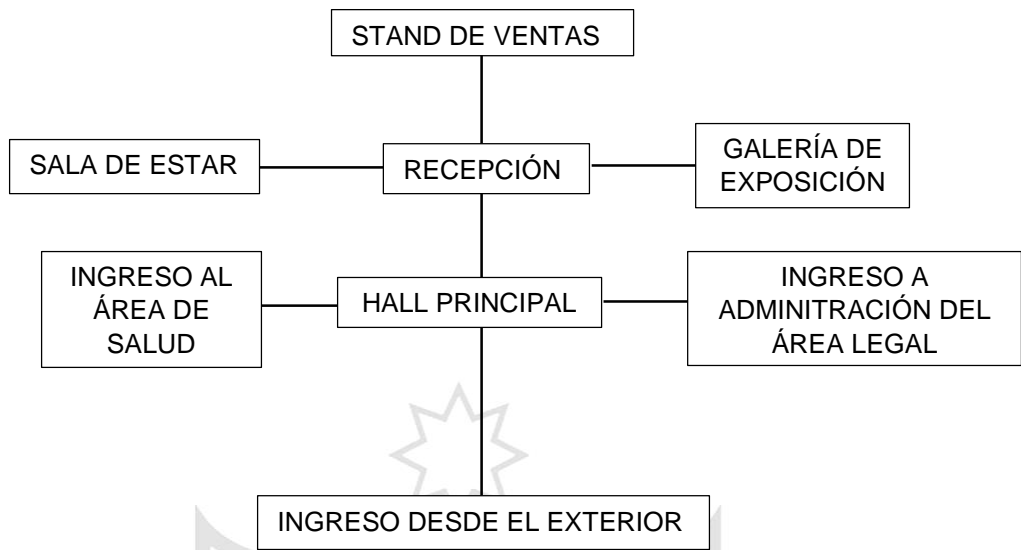 STAND DE VENTAS
SALA DE ESTAR
RECEPCIÓN
GALERÍA DE
EXPOSICIÓN
INGRESO AL
ÁREA DE
SALUD
HALL PRINCIPAL
INGRESO A
ADMINITRACIÓN DEL
ÁREA LEGAL
INGRESO DESDE EL EXTERIOR